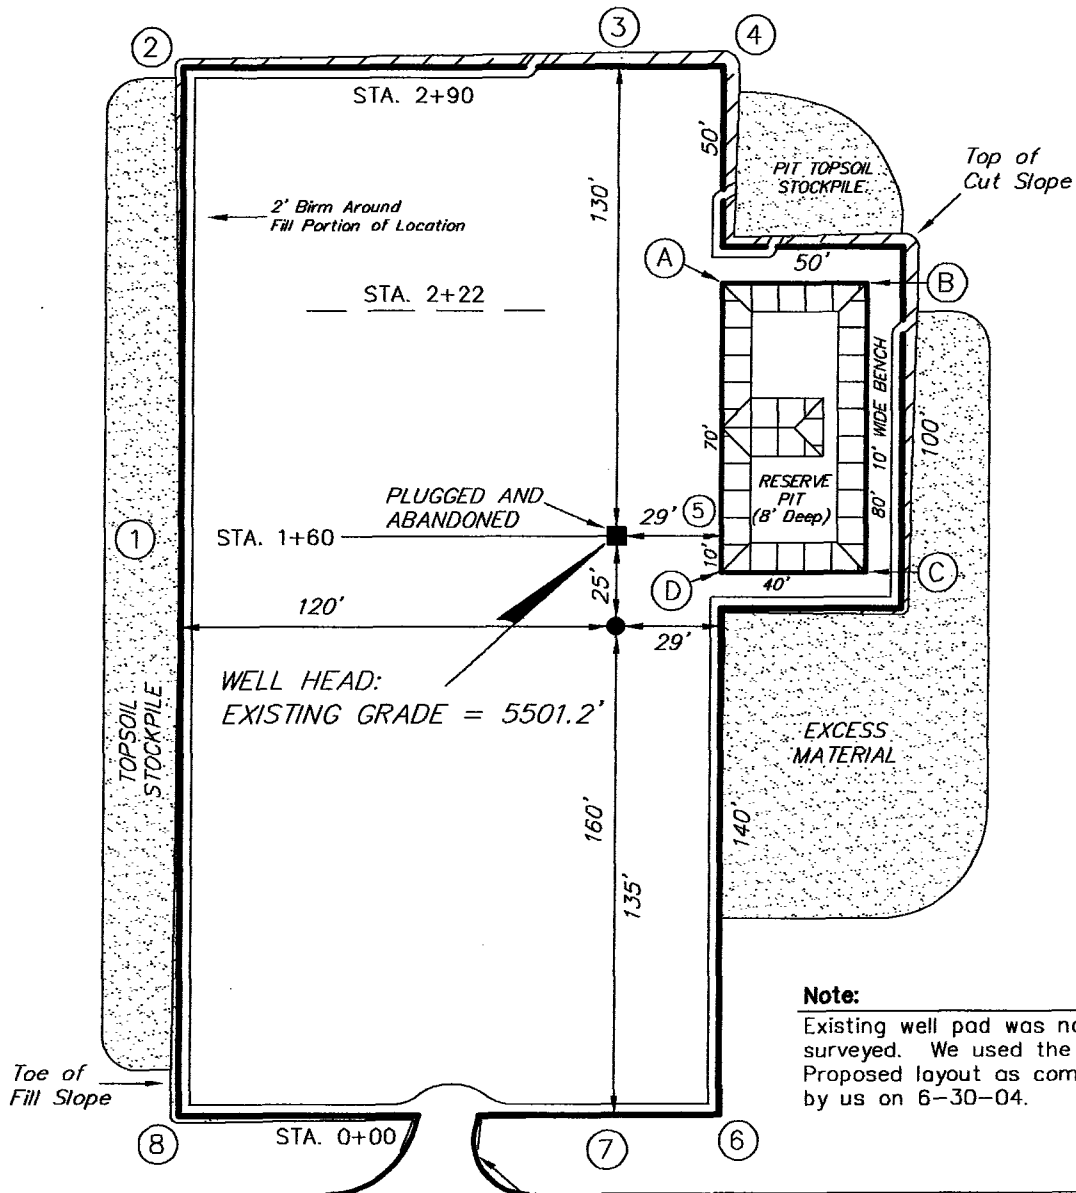 2
3
4
STA. 2+90
50'
PIT TOPSOIL
STOCKPILE
Top of
Cut Slope
130'
2' Birm Around
Fill Portion of Location
50'
A
B
STA. 2+22
10' WIDE BENCH
100'
70'
80'
RESERVE
PIT
(8' Deep)
PLUGGED AND
ABANDONED
29'
5
1
STA. 1+60
25'
10'
D
40'
C
120'
29'
WELL HEAD:
EXISTING GRADE = 5501.2'
TOPSOIL
STOCKPILE
EXCESS
MATERIAL
160'
140'
135'
Note:
Existing well pad was no
surveyed. We used the
Proposed layout as com
by us on 6-30-04.
Toe of
Fill Slope
STA. 0+00
8
7
6